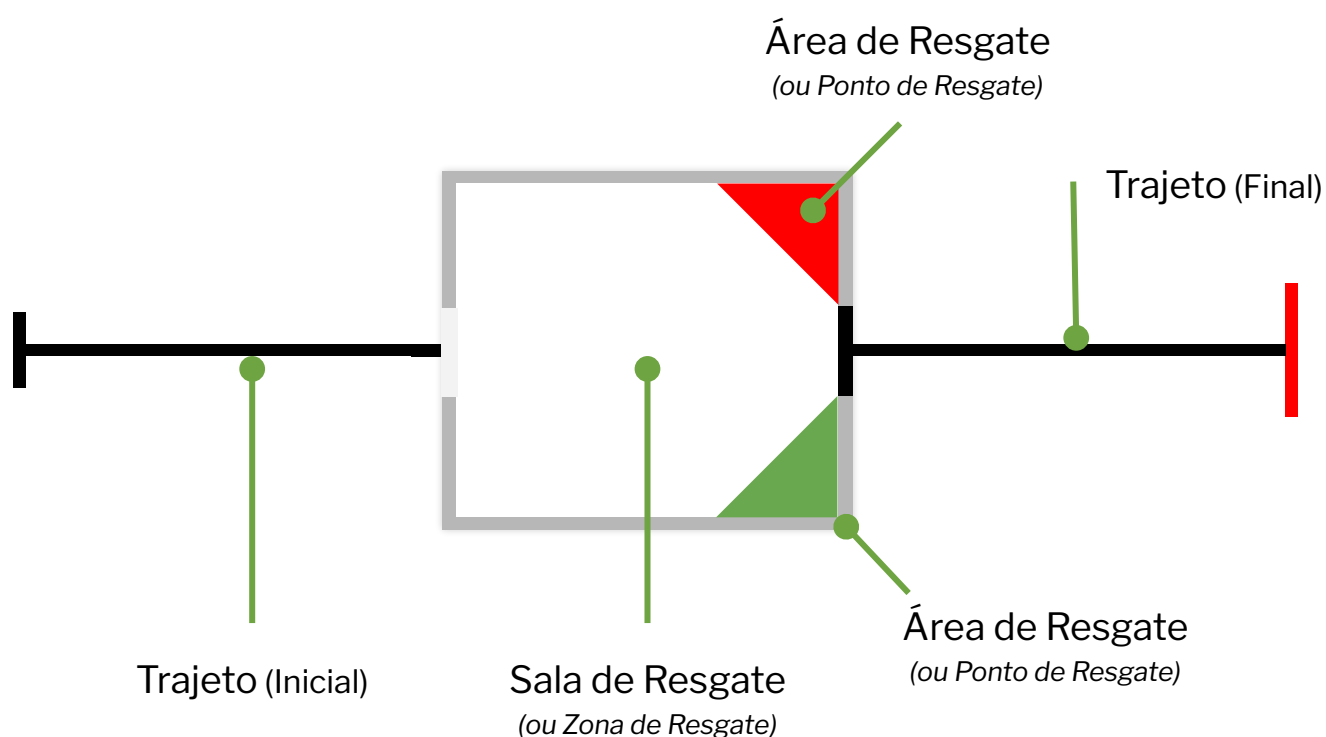 Área de Resgate
(ou Ponto de Resgate)
Trajeto (Final)
Área de Resgate
(ou Ponto de Resgate)
Trajeto (Inicial)
Sala de Resgate
(ou Zona de Resgate)